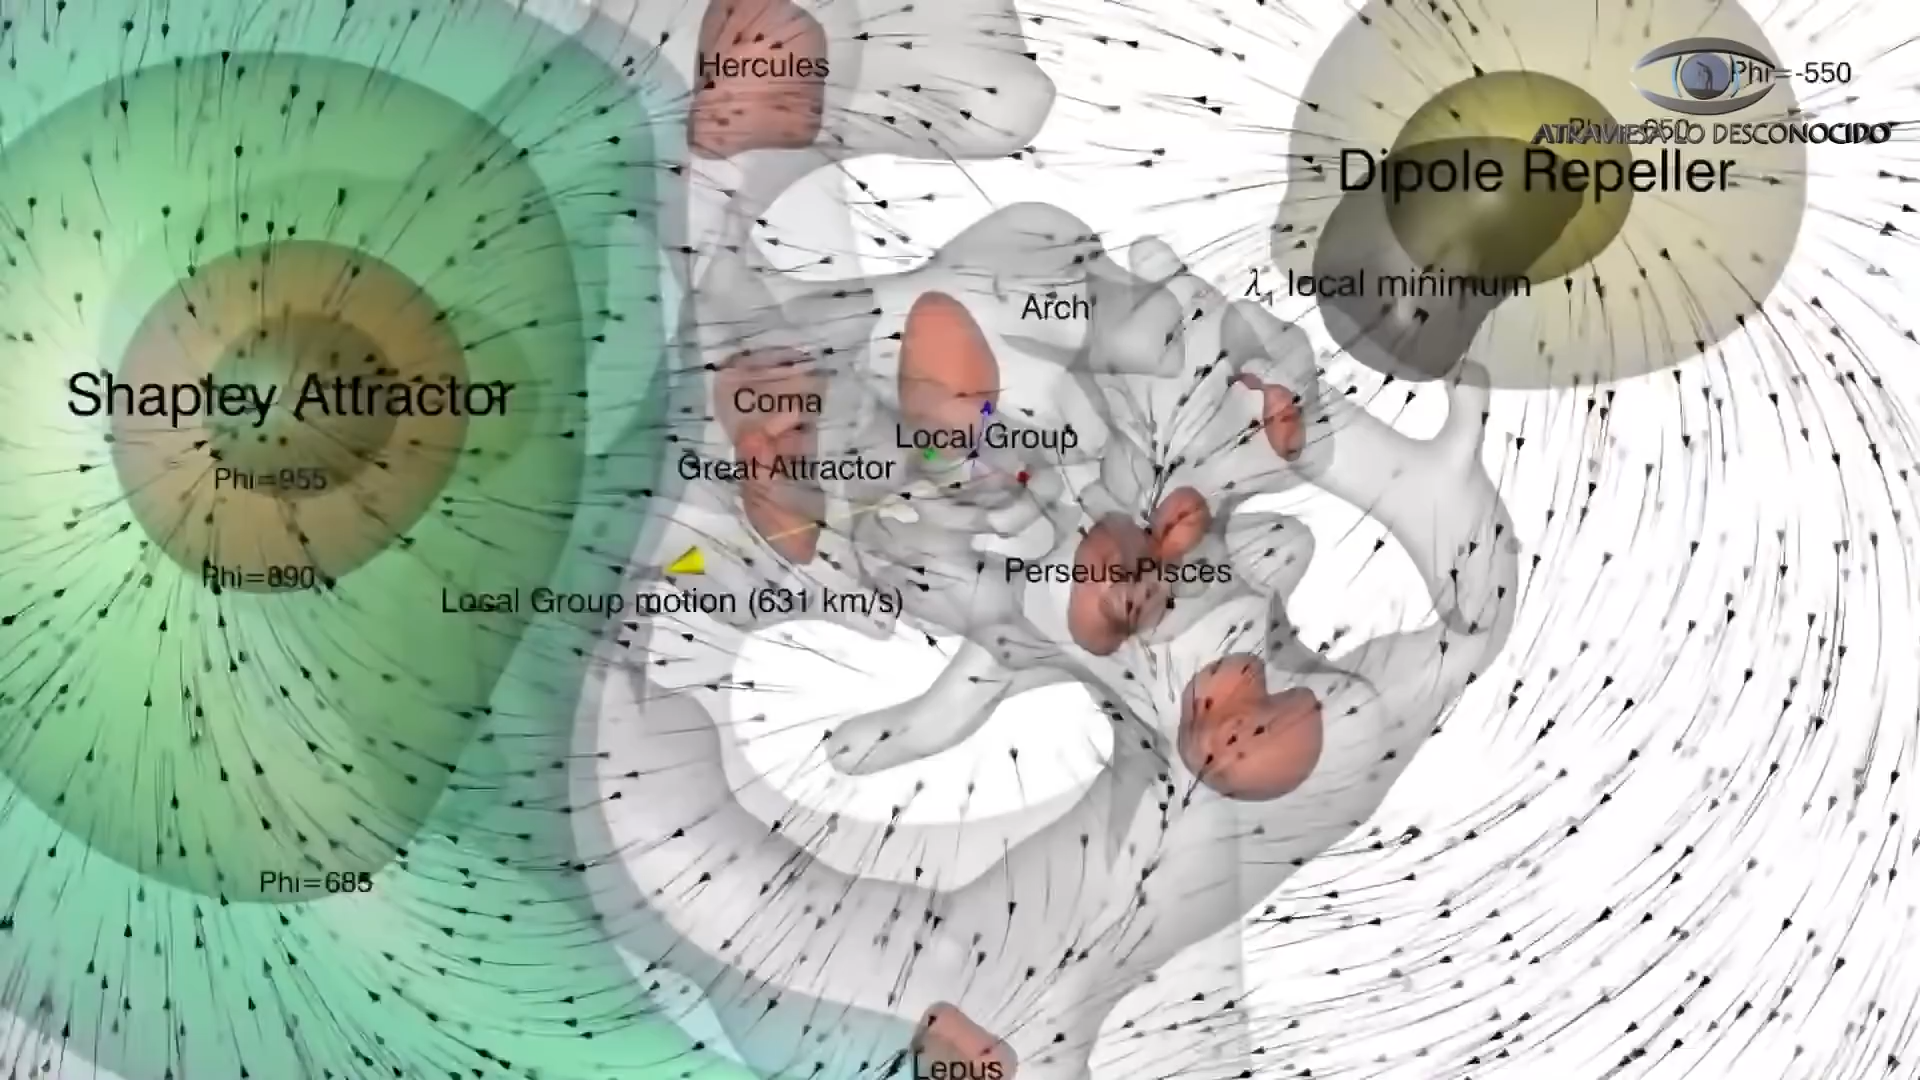 Hercules
Phi=-550
ATRAVIESA LO DESCONOCIDO
Dipole Repeller
λ1 local minimum
Arch
Shapley Attractor
Coma
Local Group
Great Attractor
Phi=955
Perseus-Pisces
Phi=890
Local Group motion (631 km/s)
Phi=685
Lepus